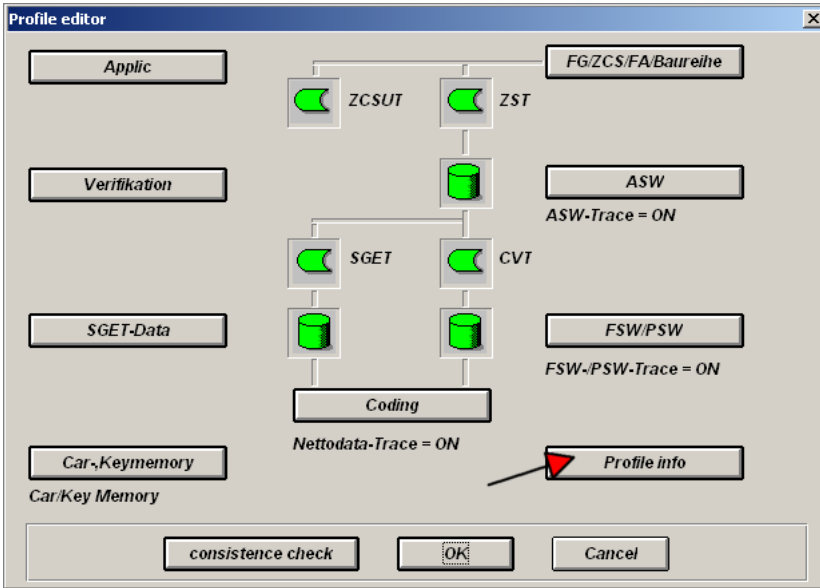 Profile editor
Applic
FG/ZCS/FA/Baureihe
ZCSUT
ZST
Verifikation
ASW
ASW-Trace = ON
SGET
CVT
SGET-Data
FSW/PSW
FSW-/PSW-Trace = ON
Coding
Nettodata-Trace = ON
Car-,Keymemory
Profile info
Car/Key Memory
consistence check
OK
Cancel